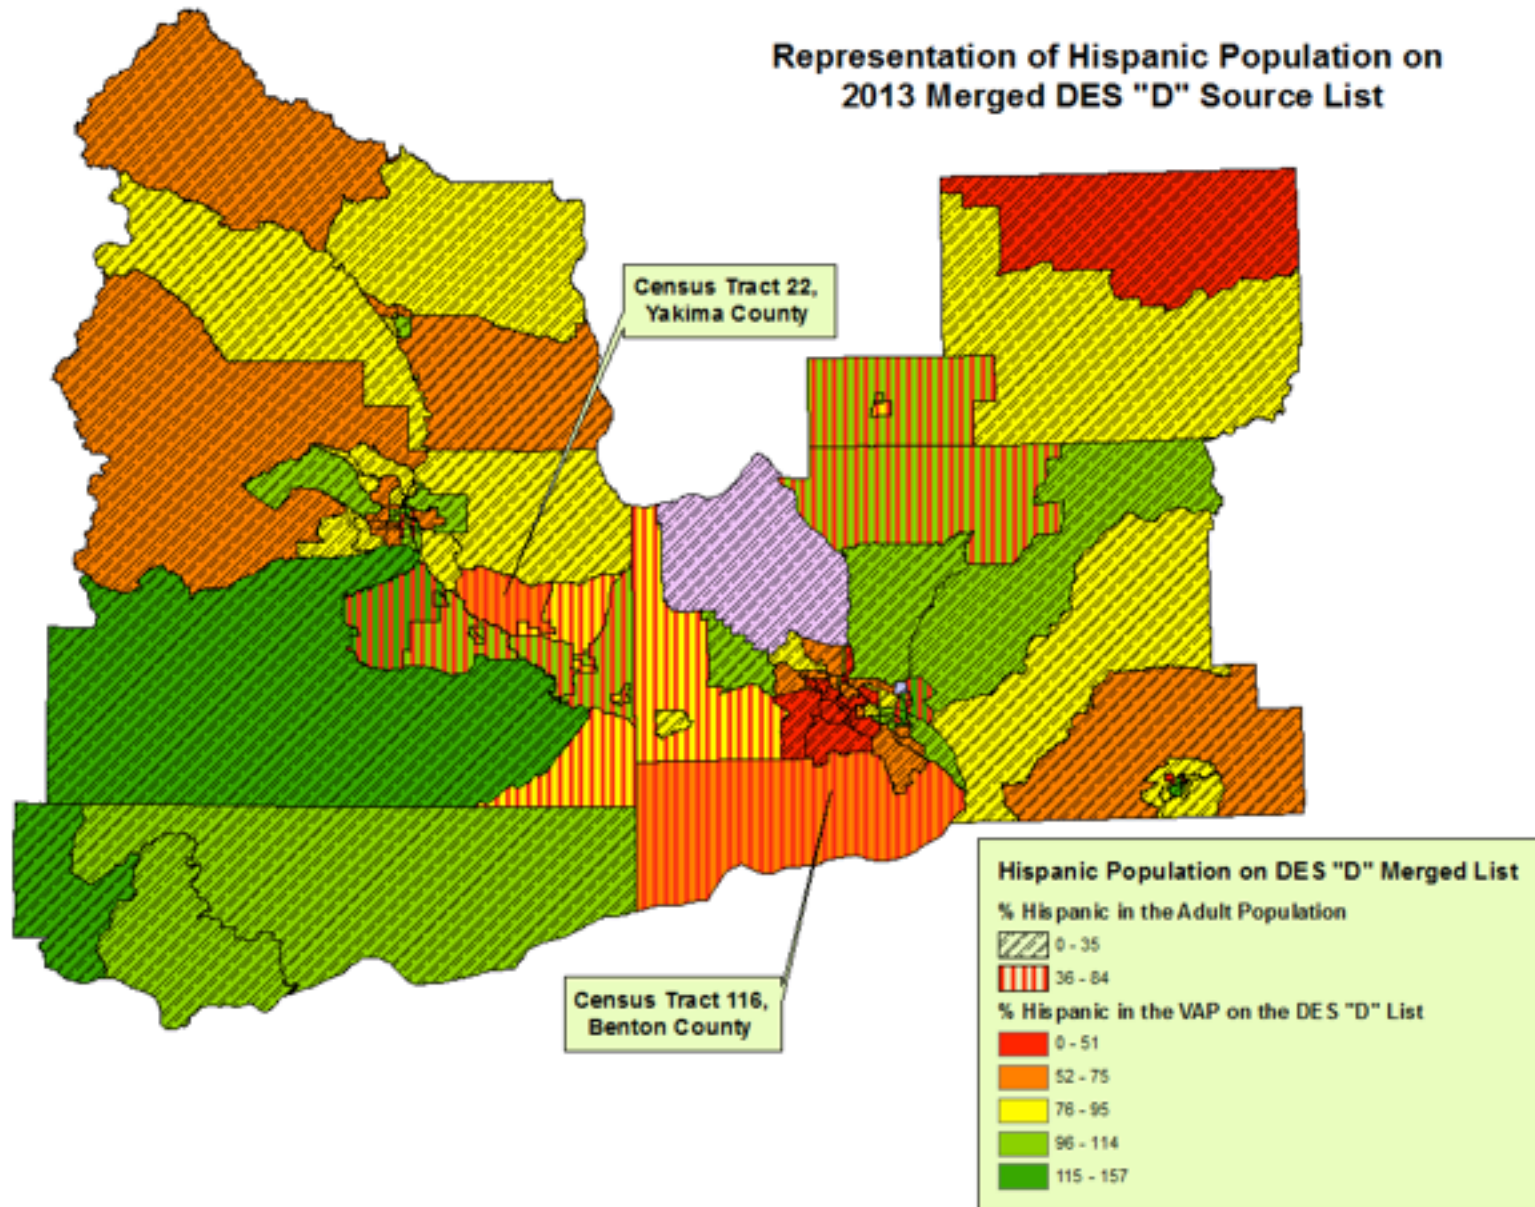 Representation of Hispanic Population on
2013 Merged DES "D" Source List
Census Tract 22,
Yakima County
Census Tract 116,
Benton County
Hispanic Population on DES "D" Merged List
% Hispanic in the Adult Population
0 - 35
36 - 84
% Hispanic in the VAP on the DES "D" List
0 - 51
52 - 75
76 - 95
96 - 114
115 - 157